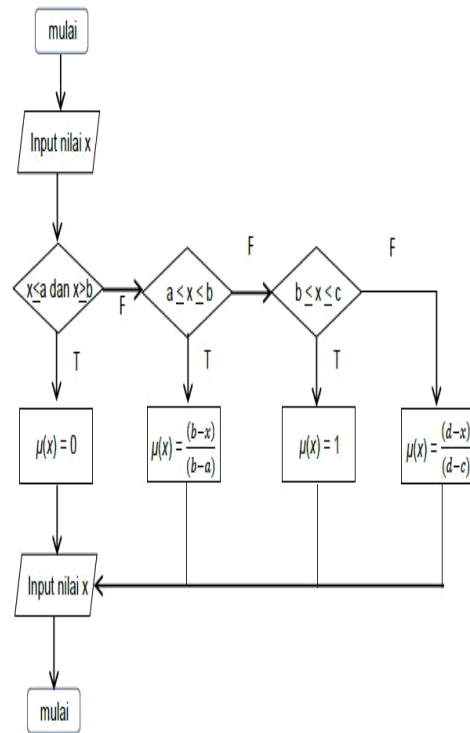 mulai
Input nilai x
x≤a dan x≥b
F
T
a ≤ x ≤ b
F
T
b ≤ x ≤ c
F
T
μ(x) = 0
μ(x) = (b−x)/(b−a)
μ(x) = 1
μ(x) = (d−x)/(d−c)
Input nilai x
mulai